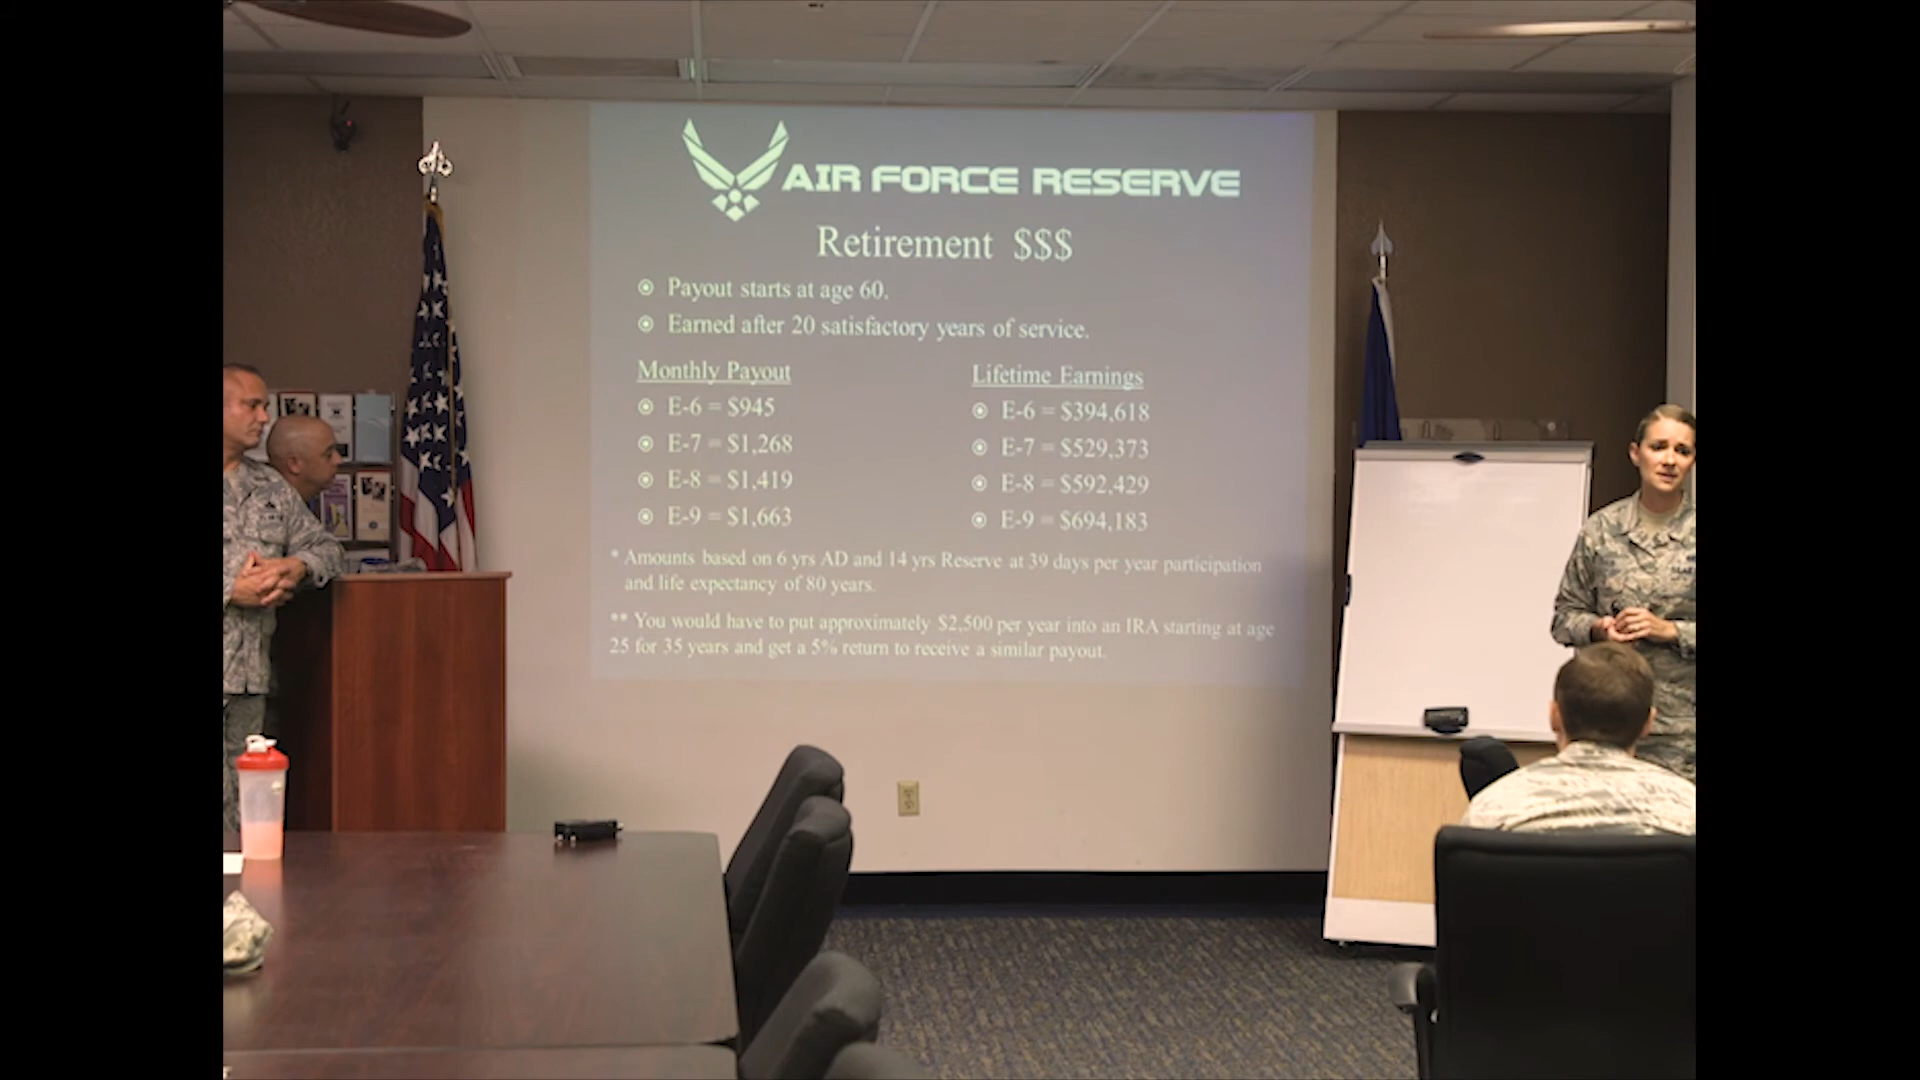 AIR FORCE RESERVE
Retirement $$$
Payout starts at age 60.
Earned after 20 satisfactory years of service.
Monthly Payout
E-6 = $945
E-7 = $1,268
E-8 = $1,419
E-9 = $1,663
Lifetime Earnings
E-6 = $394,618
E-7 = $529,373
E-8 = $592,429
E-9 = $694,183
* Amounts based on 6 yrs AD and 14 yrs Reserve at 39 days per year participation
and life expectancy of 80 years.
** You would have to put approximately $2,500 per year into an IRA starting at age
25 for 35 years and get a 5% return to receive a similar payout.